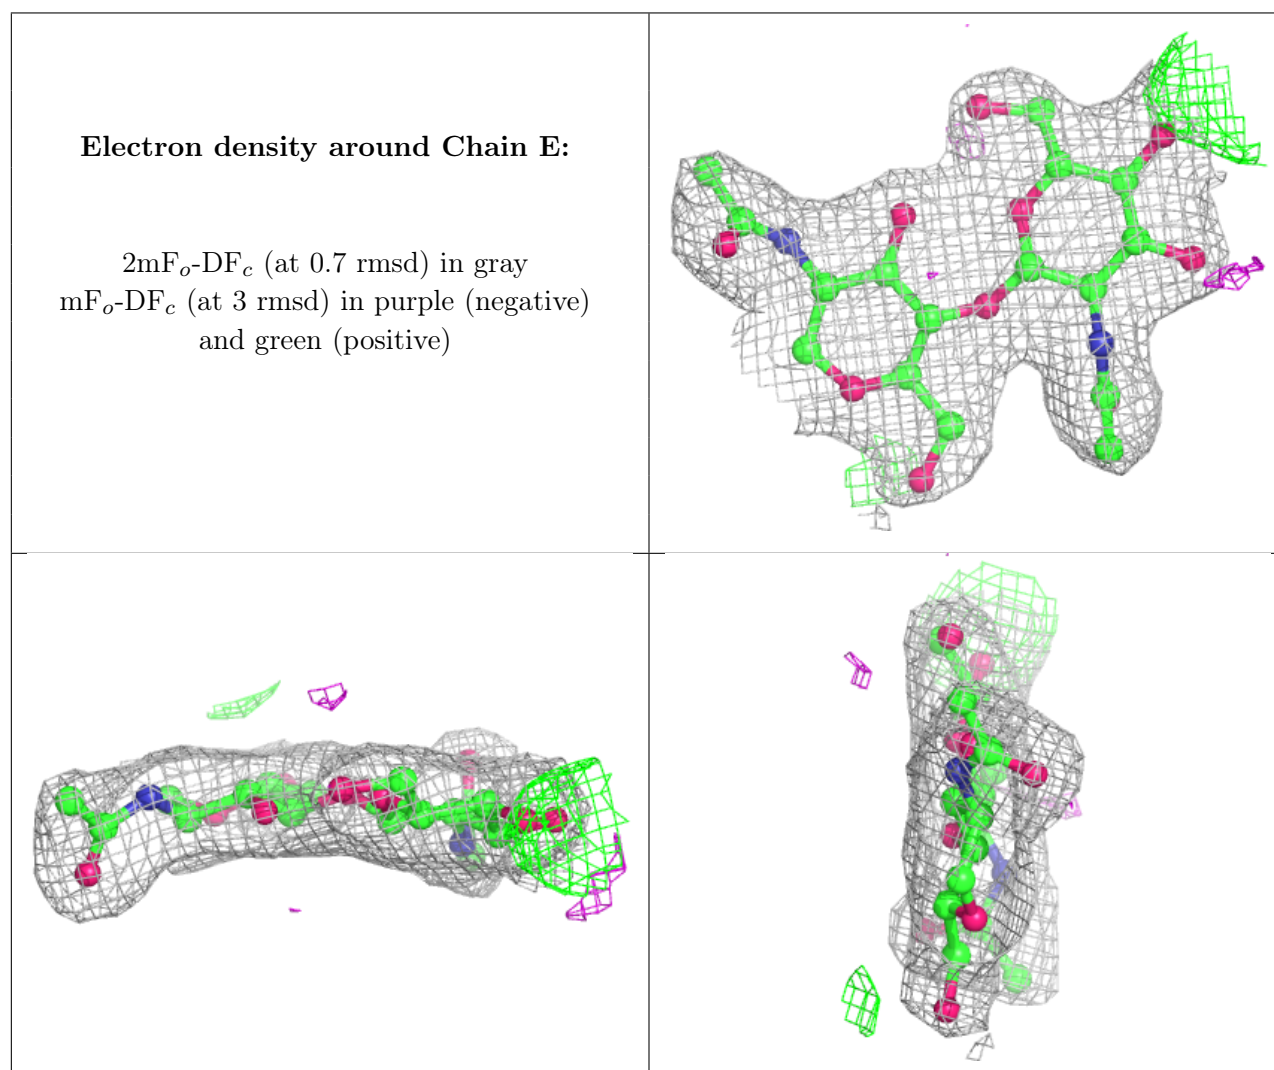 Electron density around Chain E:
2mFₒ-DF𝒸 (at 0.7 rmsd) in gray
mFₒ-DF𝒸 (at 3 rmsd) in purple (negative)
and green (positive)